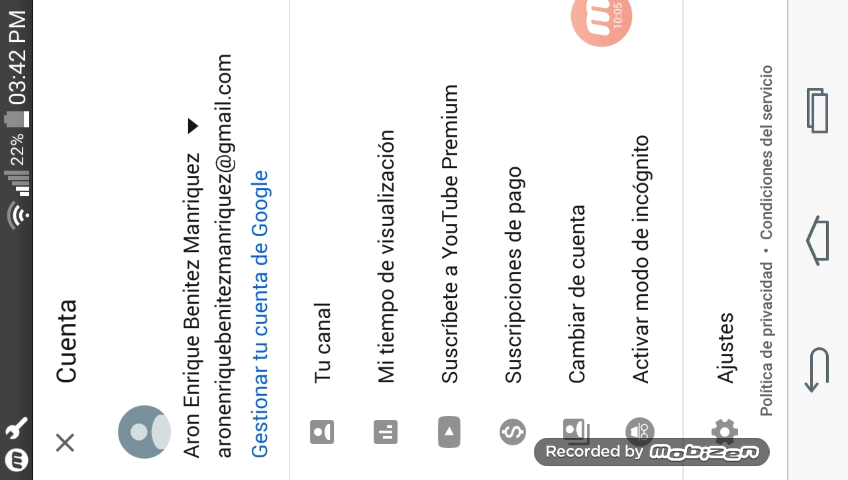 22% 03:42 PM
Cuenta
Aron Enrique Benitez Manriquez
aronenriquebenitezmanriquez@gmail.com
Gestionar tu cuenta de Google
Tu canal
Mi tiempo de visualización
Suscríbete a YouTube Premium
Suscripciones de pago
Cambiar de cuenta
Activar modo de incógnito
10:05
Ajustes
Política de privacidad • Condiciones del servicio
Recorded by mobizen